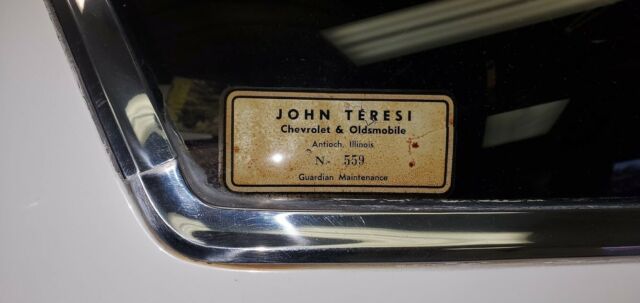 JOHN TERESI
Chevrolet & Oldsmobile
Antioch, Illinois
N- 559
Guardian Maintenance